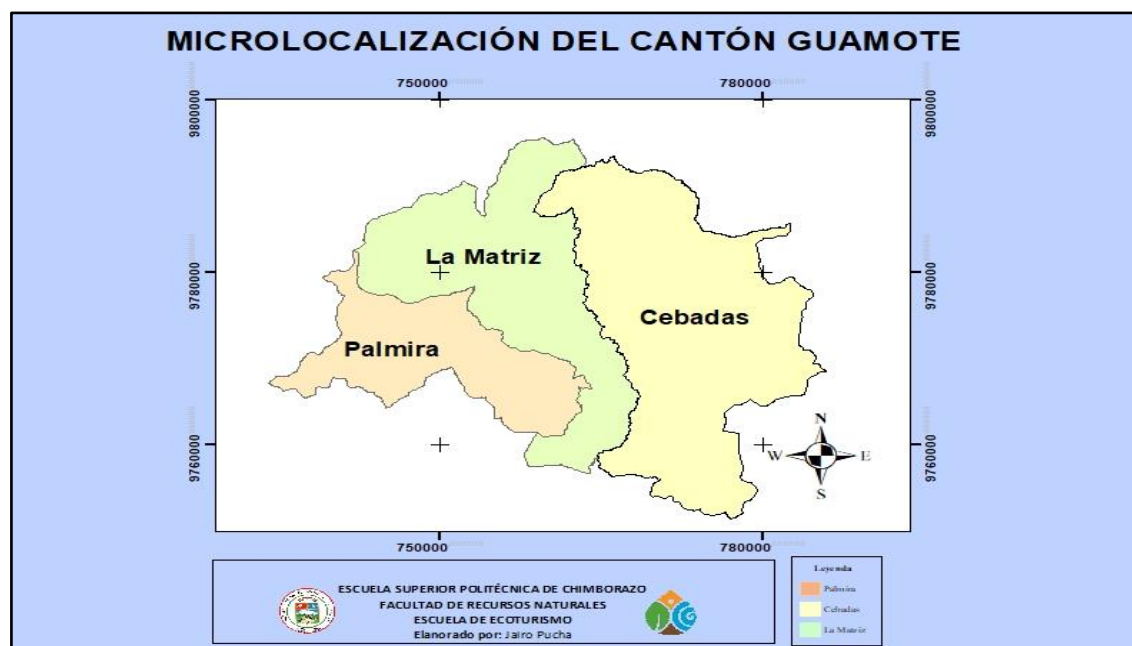 MICROLOCALIZACIÓN DEL CANTÓN GUAMOTE
750000 780000
9800000 9800000
La Matriz
9780000 9780000
Cebadas
Palmira
N
W E
S
9760000 9760000
750000 780000
ESCUELA SUPERIOR POLITÉCNICA DE CHIMBORAZO
FACULTAD DE RECURSOS NATURALES
ESCUELA DE ECOTURISMO
Elanorado por: Jairo Pucha
Leyenda
Palmira
Cebadas
La Matriz